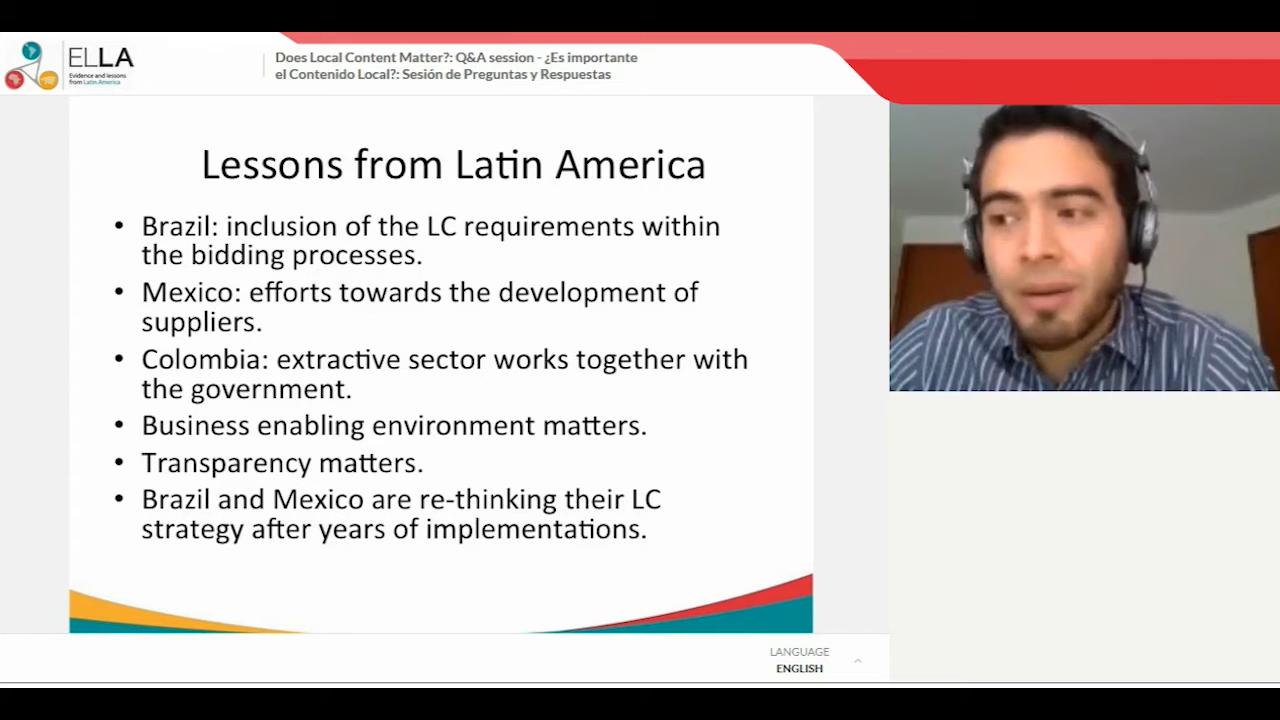 ELLA
Evidence and lessons
from Latin America
Does Local Content Matter?: Q&A session - ¿Es importante
el Contenido Local?: Sesión de Preguntas y Respuestas
Lessons from Latin America
• Brazil: inclusion of the LC requirements within
the bidding processes.
• Mexico: efforts towards the development of
suppliers.
• Colombia: extractive sector works together with
the government.
• Business enabling environment matters.
• Transparency matters.
• Brazil and Mexico are re-thinking their LC
strategy after years of implementations.
LANGUAGE
ENGLISH